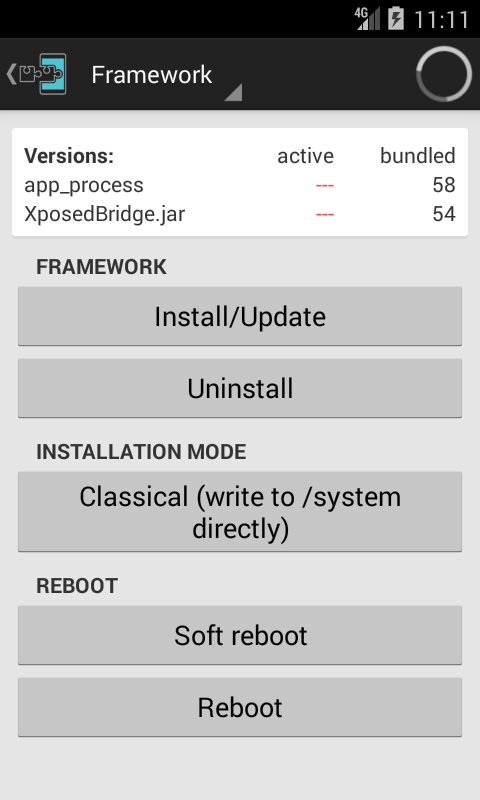 4G 11:11
Framework
Versions: active bundled
app_process --- 58
XposedBridge.jar --- 54
FRAMEWORK
Install/Update
Uninstall
INSTALLATION MODE
Classical (write to /system
directly)
REBOOT
Soft reboot
Reboot